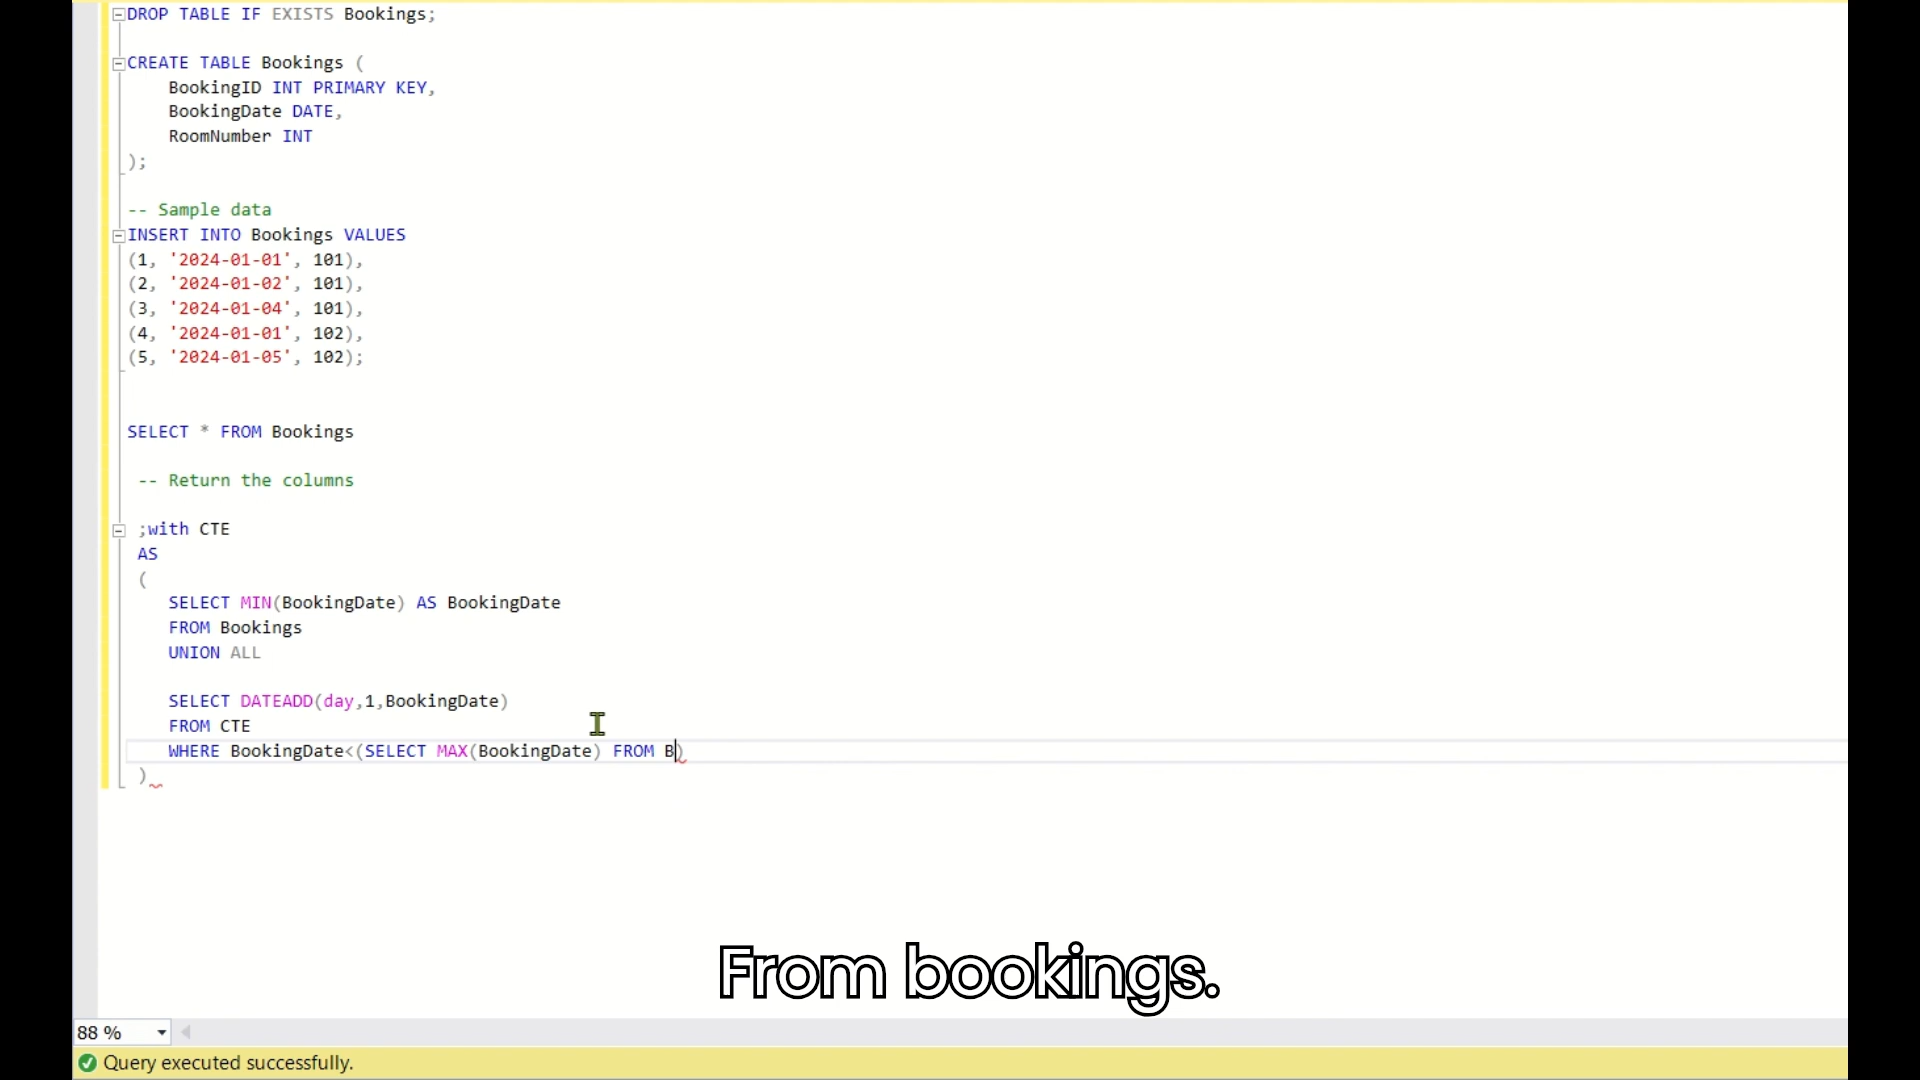 DROP TABLE IF EXISTS Bookings;
CREATE TABLE Bookings (
BookingID INT PRIMARY KEY,
BookingDate DATE,
RoomNumber INT
);
-- Sample data
INSERT INTO Bookings VALUES
(1, '2024-01-01', 101),
(2, '2024-01-02', 101),
(3, '2024-01-04', 101),
(4, '2024-01-01', 102),
(5, '2024-01-05', 102);
SELECT * FROM Bookings
-- Return the columns
;with CTE
AS
(
SELECT MIN(BookingDate) AS BookingDate
FROM Bookings
UNION ALL
SELECT DATEADD(day,1,BookingDate)
FROM CTE
WHERE BookingDate<(SELECT MAX(BookingDate) FROM B)
)
From bookings.
88 %
Query executed successfully.